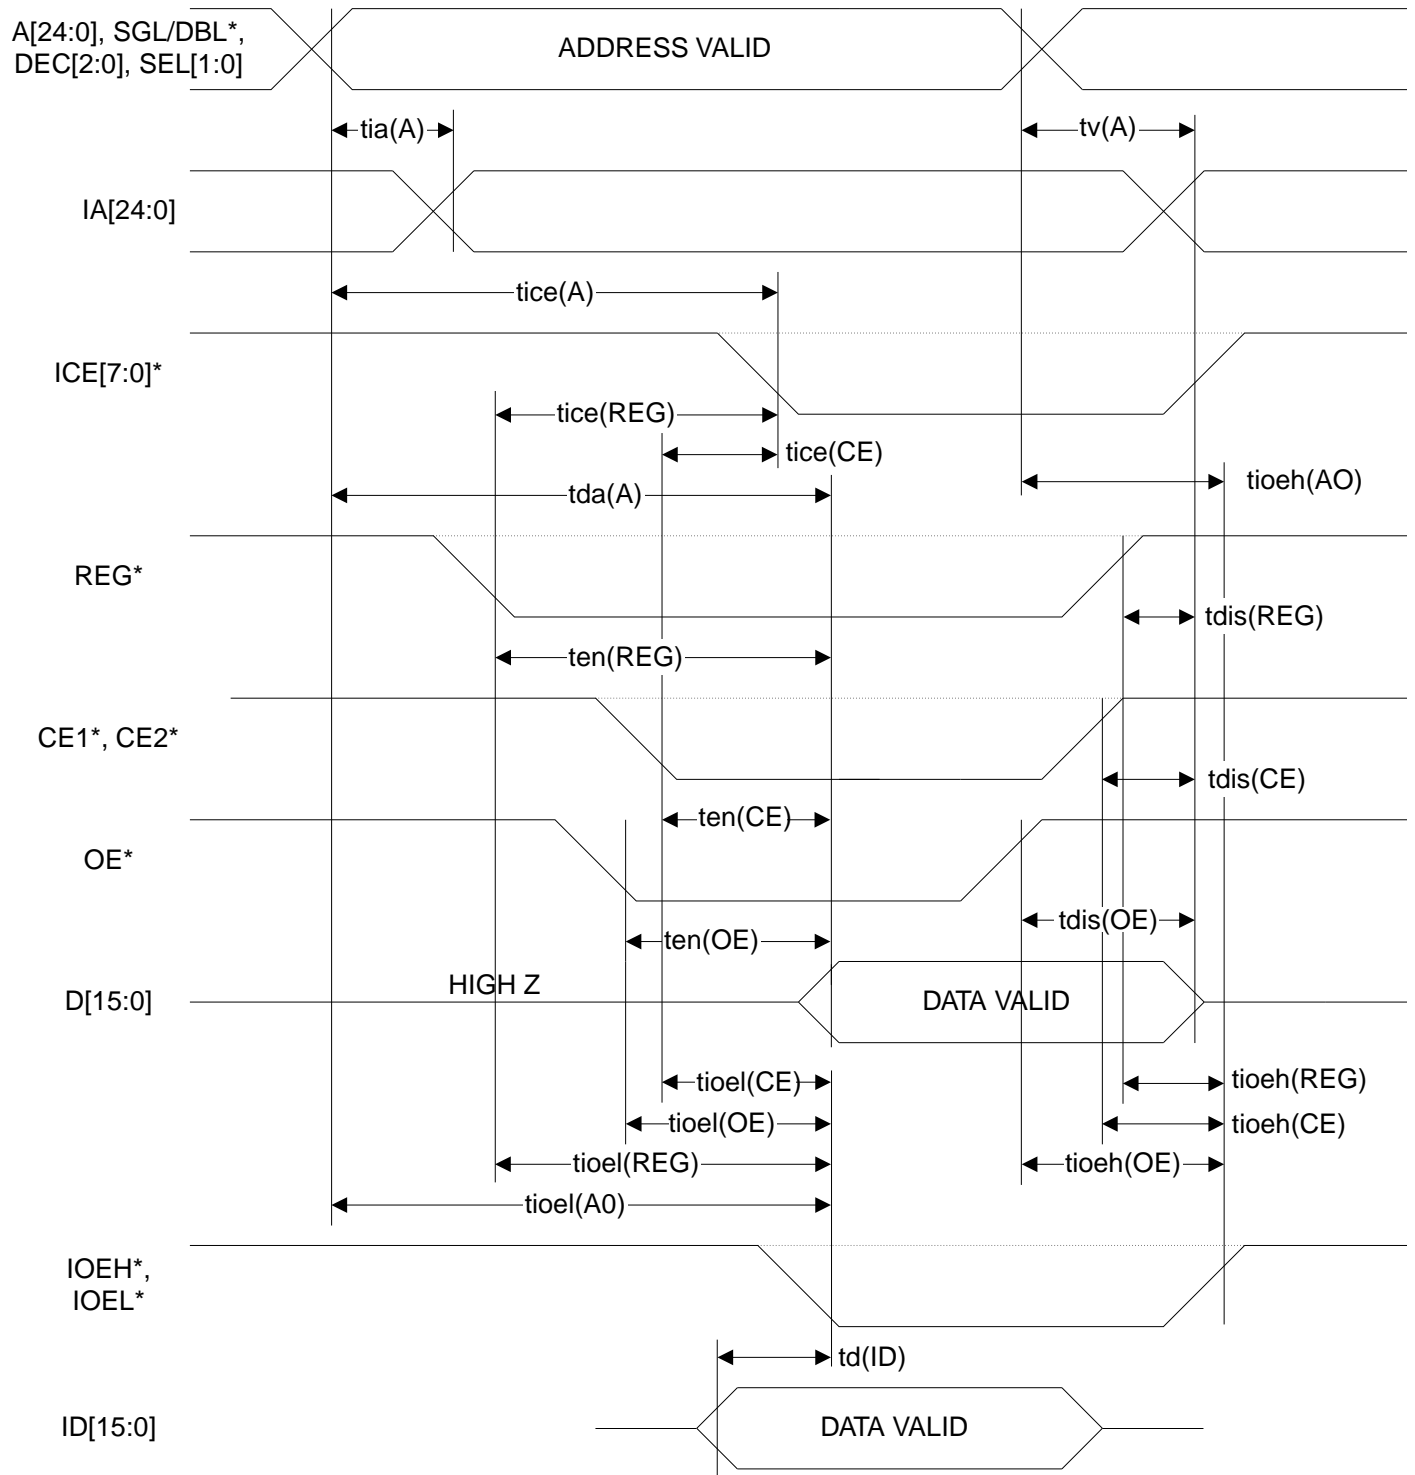 A[24:0], SGL/DBL*,
DEC[2:0], SEL[1:0]
ADDRESS VALID
tia(A)
tv(A)
IA[24:0]
tice(A)
ICE[7:0]*
tice(REG)
tice(CE)
tda(A)
tioeh(AO)
REG*
tdis(REG)
ten(REG)
CE1*, CE2*
tdis(CE)
ten(CE)
OE*
tdis(OE)
ten(OE)
HIGH Z
D[15:0]
DATA VALID
tioel(CE)
tioeh(REG)
tioel(OE)
tioeh(CE)
tioel(REG)
tioeh(OE)
tioel(A0)
IOEH*,
IOEL*
td(ID)
ID[15:0]
DATA VALID